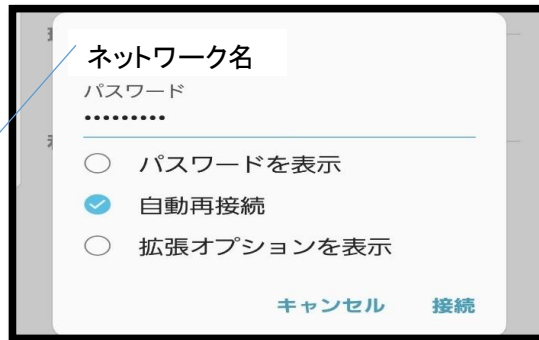 ネットワーク名
パスワード
•••••••••
パスワードを表示
自動再接続
拡張オプションを表示
キャンセル 接続